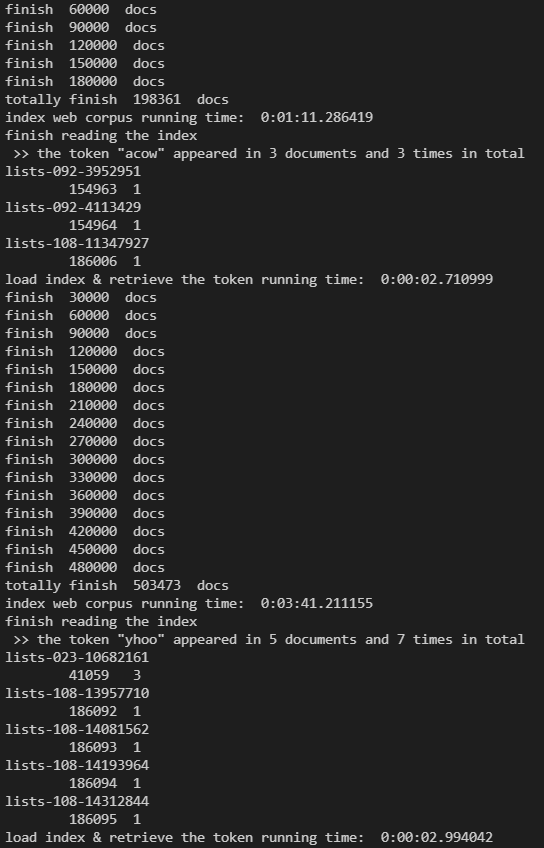 finish  60000  docs
finish  90000  docs
finish  120000  docs
finish  150000  docs
finish  180000  docs
totally finish  198361  docs
index web corpus running time:  0:01:11.286419
finish reading the index
 >> the token "acow" appeared in 3 documents and 3 times in total
lists-092-3952951
        154963  1
lists-092-4113429
        154964  1
lists-108-11347927
        186006  1
load index & retrieve the token running time:  0:00:02.710999
finish  30000  docs
finish  60000  docs
finish  90000  docs
finish  120000  docs
finish  150000  docs
finish  180000  docs
finish  210000  docs
finish  240000  docs
finish  270000  docs
finish  300000  docs
finish  330000  docs
finish  360000  docs
finish  390000  docs
finish  420000  docs
finish  450000  docs
finish  480000  docs
totally finish  503473  docs
index web corpus running time:  0:03:41.211155
finish reading the index
 >> the token "yhoo" appeared in 5 documents and 7 times in total
lists-023-10682161
        41059   3
lists-108-13957710
        186092  1
lists-108-14081562
        186093  1
lists-108-14193964
        186094  1
lists-108-14312844
        186095  1
load index & retrieve the token running time:  0:00:02.994042